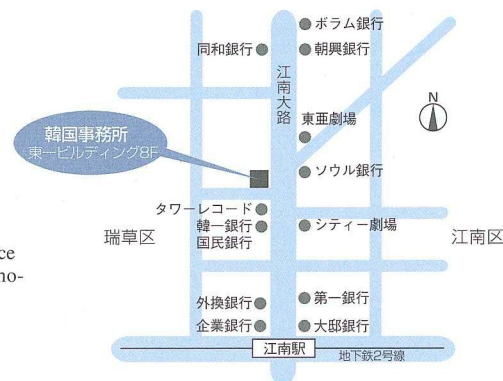 ボラム銀行
同和銀行
朝興銀行
江南大路
N
東亜劇場
韓国事務所
東一ビルディング8F
ソウル銀行
タワーレコード
韓一銀行
国民銀行
シティー劇場
瑞草区
江南区
ce
no-
外換銀行
第一銀行
企業銀行
大邸銀行
江南駅
地下鉄2号線